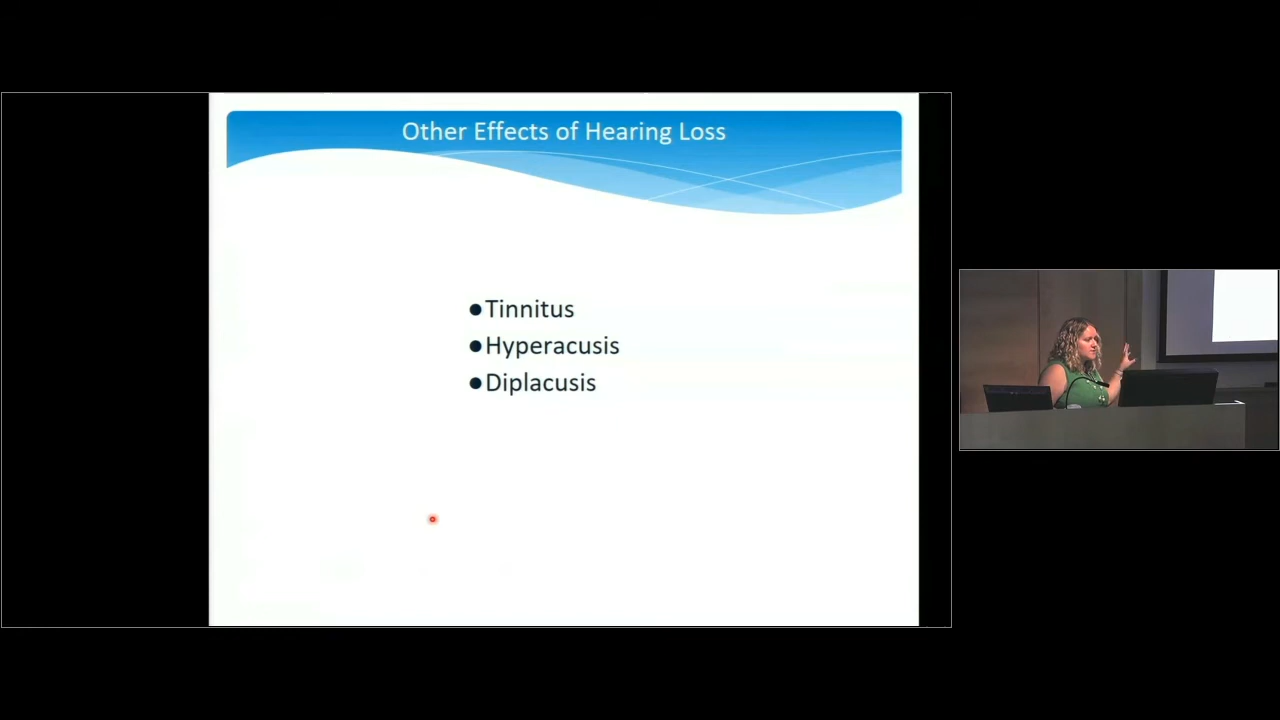 Other Effects of Hearing Loss
●Tinnitus
●Hyperacusis
●Diplacusis